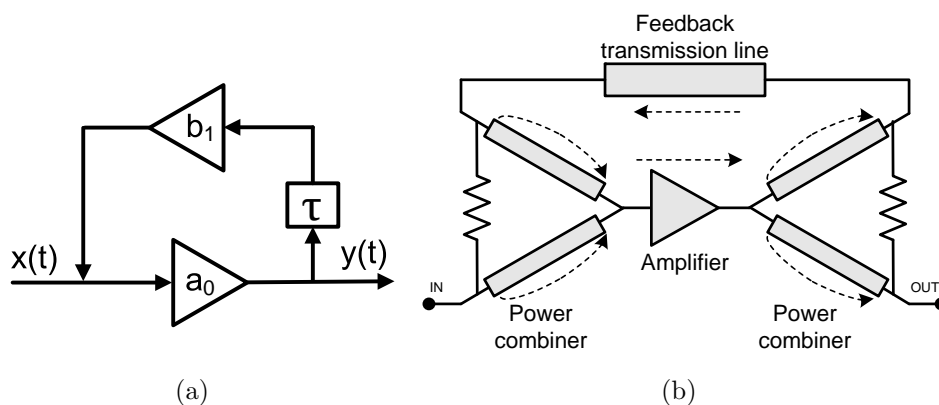 b1
τ
x(t)
y(t)
a0
(a)
Feedback
transmission line
Amplifier
IN
OUT
Power
combiner
Power
combiner
(b)